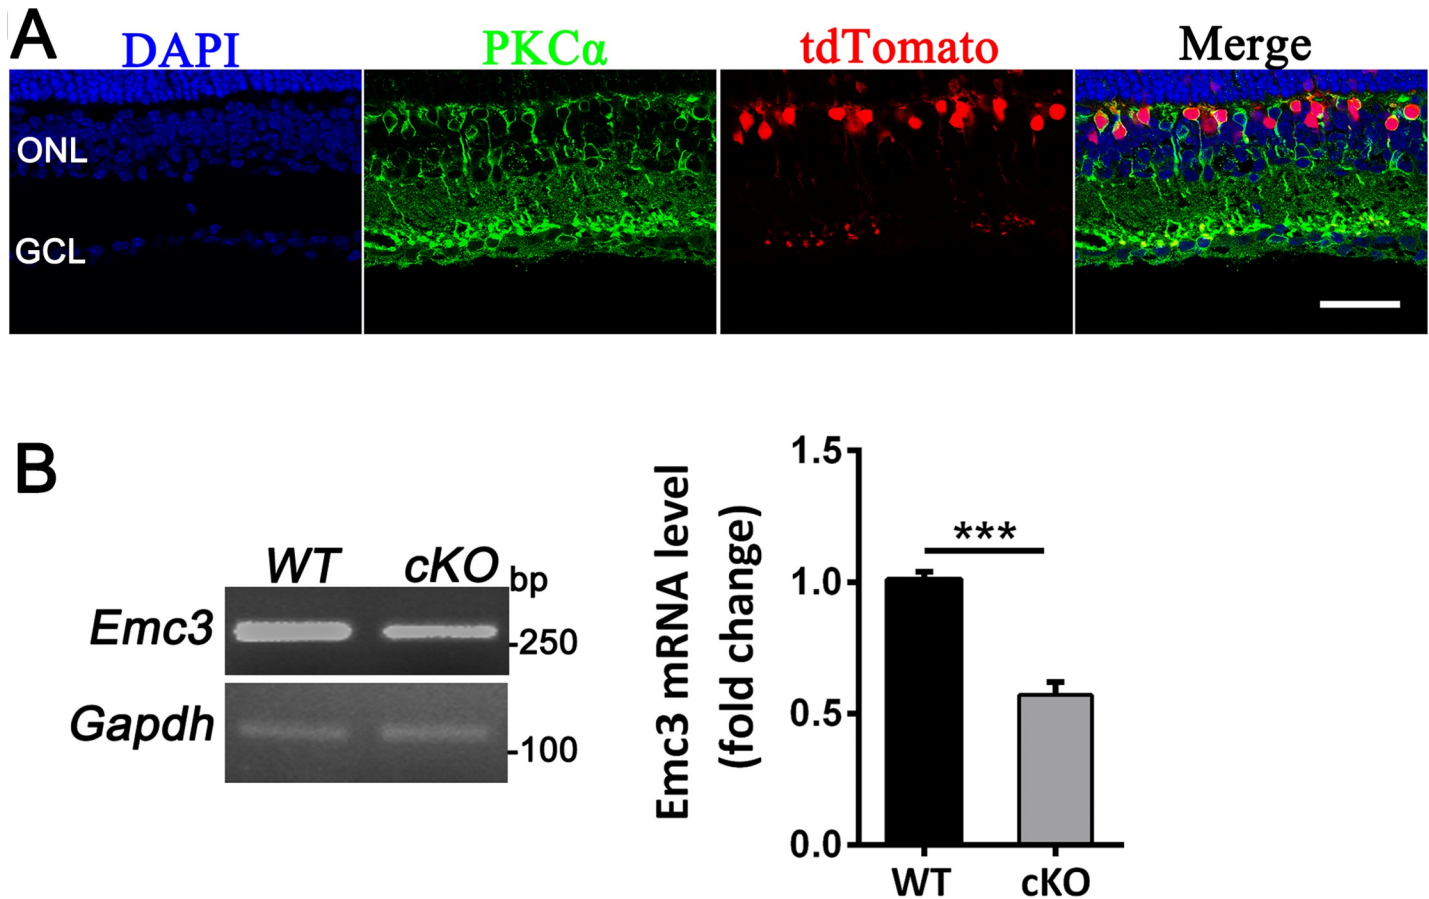 A
DAPI PKCα tdTomato Merge
ONL
GCL
B
WT cKO bp
Emc3 -250
Gapdh -100
Emc3 mRNA level
(fold change)
1.5
***
1.0
0.5
0.0
WT cKO